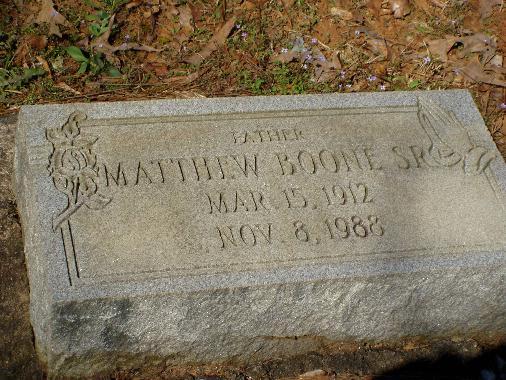 FATHER
MATTHEW BOONE SR
MAR. 15, 1912
NOV. 8, 1988